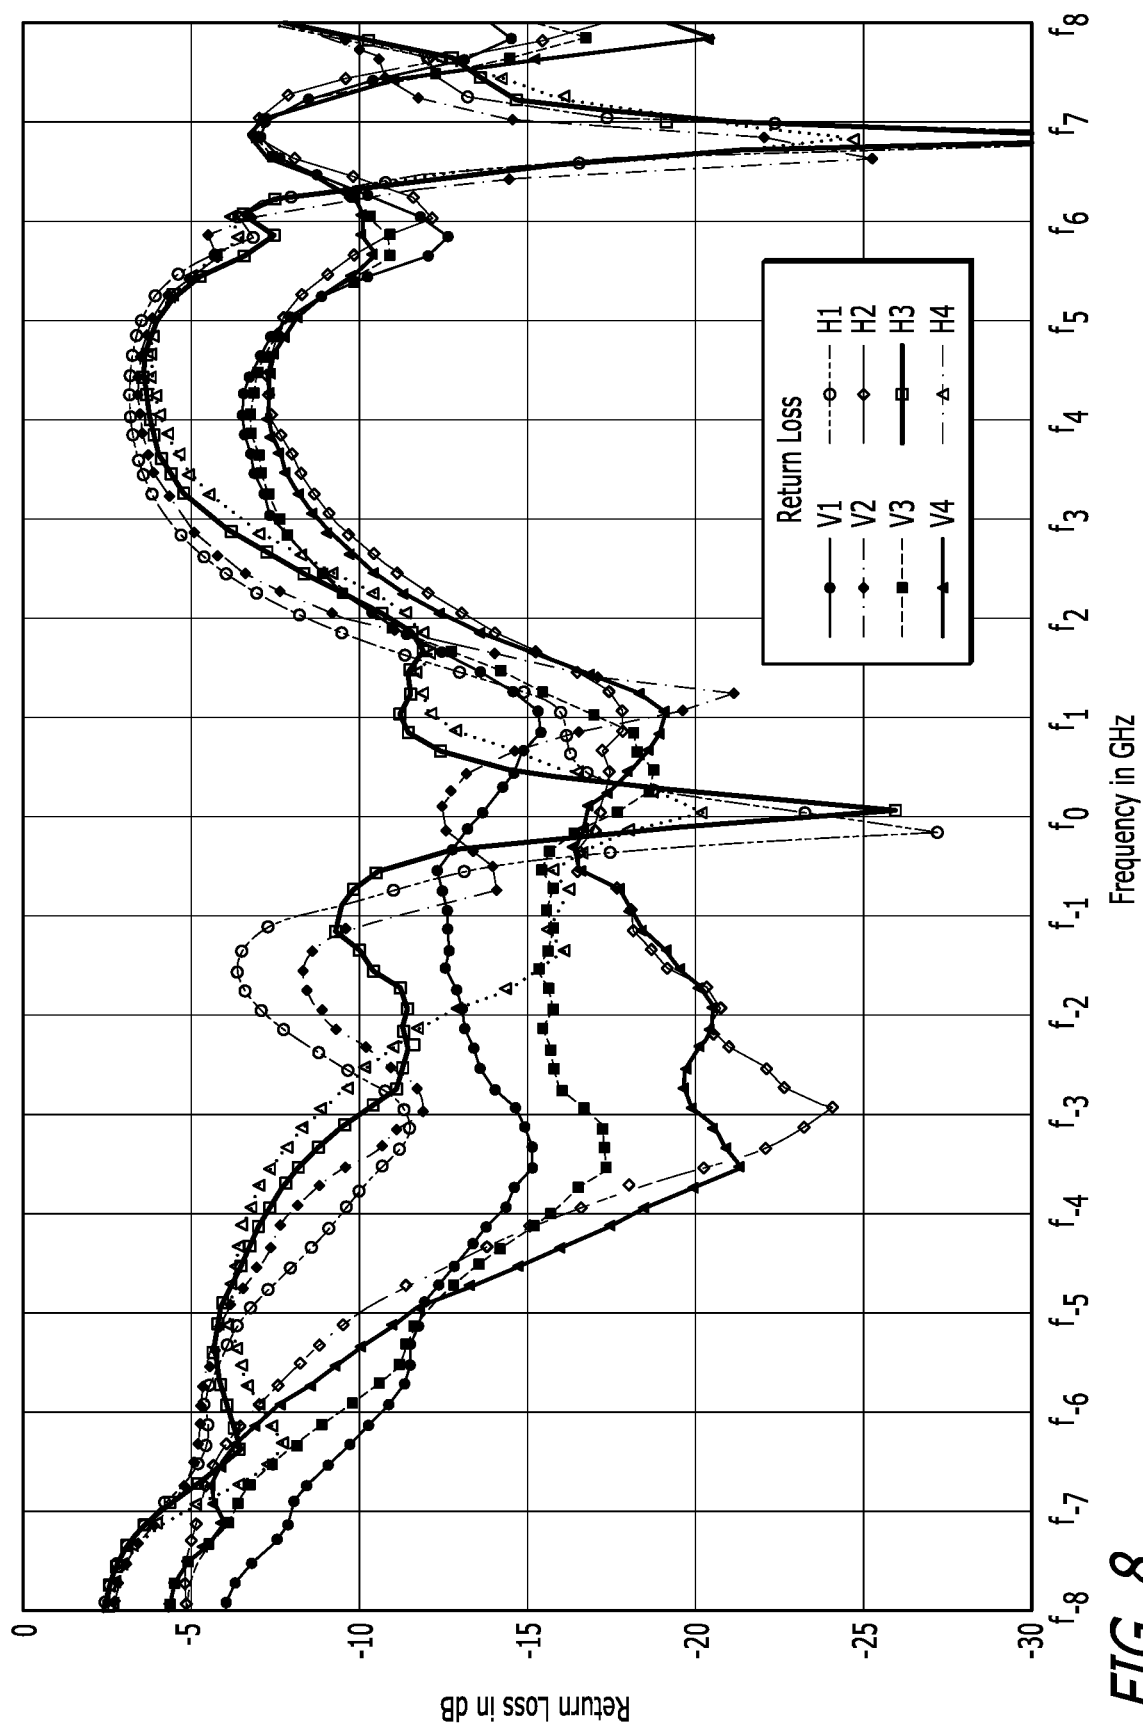 0
-5
-10
-15
-20
-25
-30
Return Loss in dB
Return Loss
V1 H1
V2 H2
V3 H3
V4 H4
f-8 f-7 f-6 f-5 f-4 f-3 f-2 f-1 f0 f1 f2 f3 f4 f5 f6 f7 f8
Frequency in GHz
FIG. 8